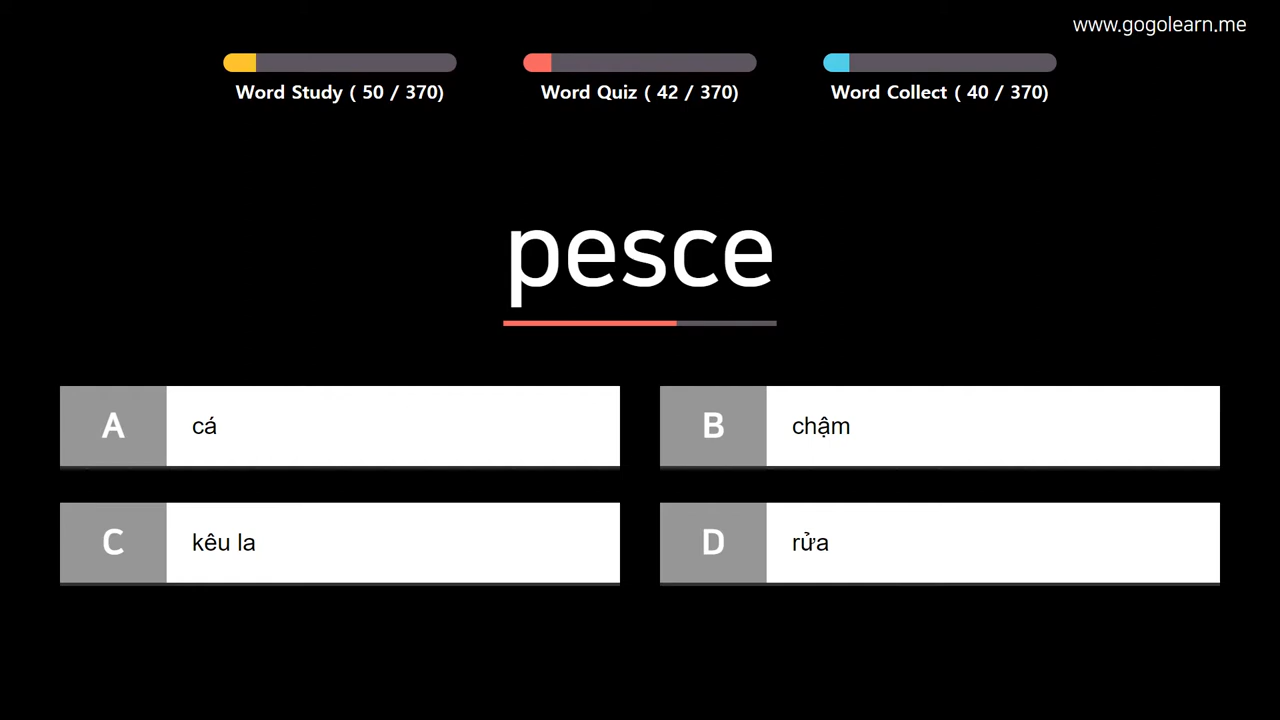 www.gogolearn.me
Word Study ( 50 / 370)
Word Quiz ( 42 / 370)
Word Collect ( 40 / 370)
pesce
A cá
B chậm
C kêu la
D rửa